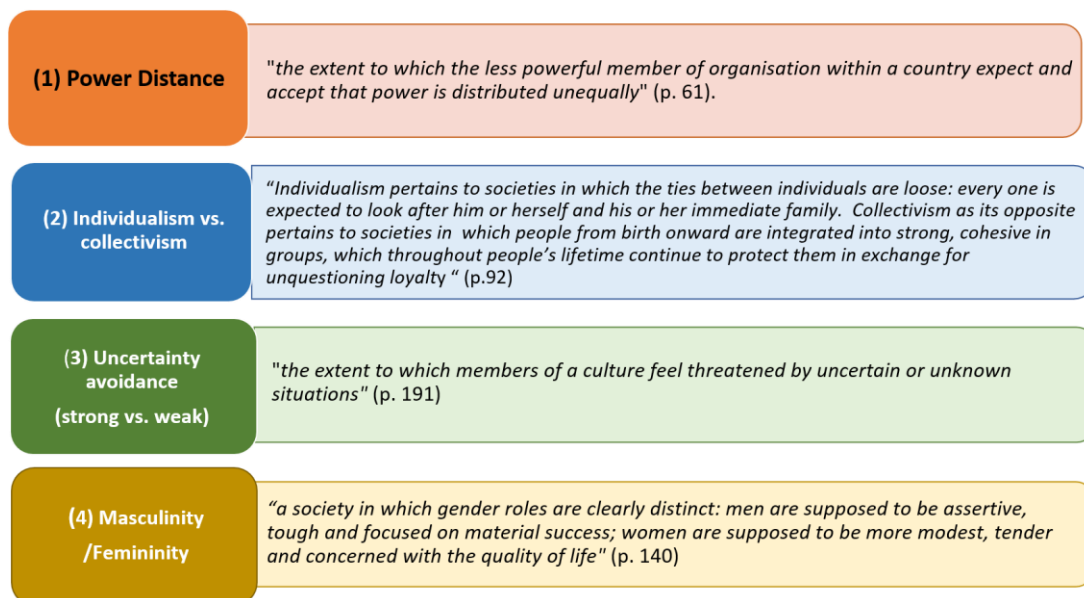 (1) Power Distance
"the extent to which the less powerful member of organisation within a country expect and
accept that power is distributed unequally" (p. 61).
(2) Individualism vs.
collectivism
“Individualism pertains to societies in which the ties between individuals are loose: every one is
expected to look after him or herself and his or her immediate family. Collectivism as its opposite
pertains to societies in which people from birth onward are integrated into strong, cohesive in
groups, which throughout people’s lifetime continue to protect them in exchange for
unquestioning loyalty “ (p.92)
(3) Uncertainty
avoidance
(strong vs. weak)
"the extent to which members of a culture feel threatened by uncertain or unknown
situations" (p. 191)
(4) Masculinity
/Femininity
“a society in which gender roles are clearly distinct: men are supposed to be assertive,
tough and focused on material success; women are supposed to be more modest, tender
and concerned with the quality of life" (p. 140)